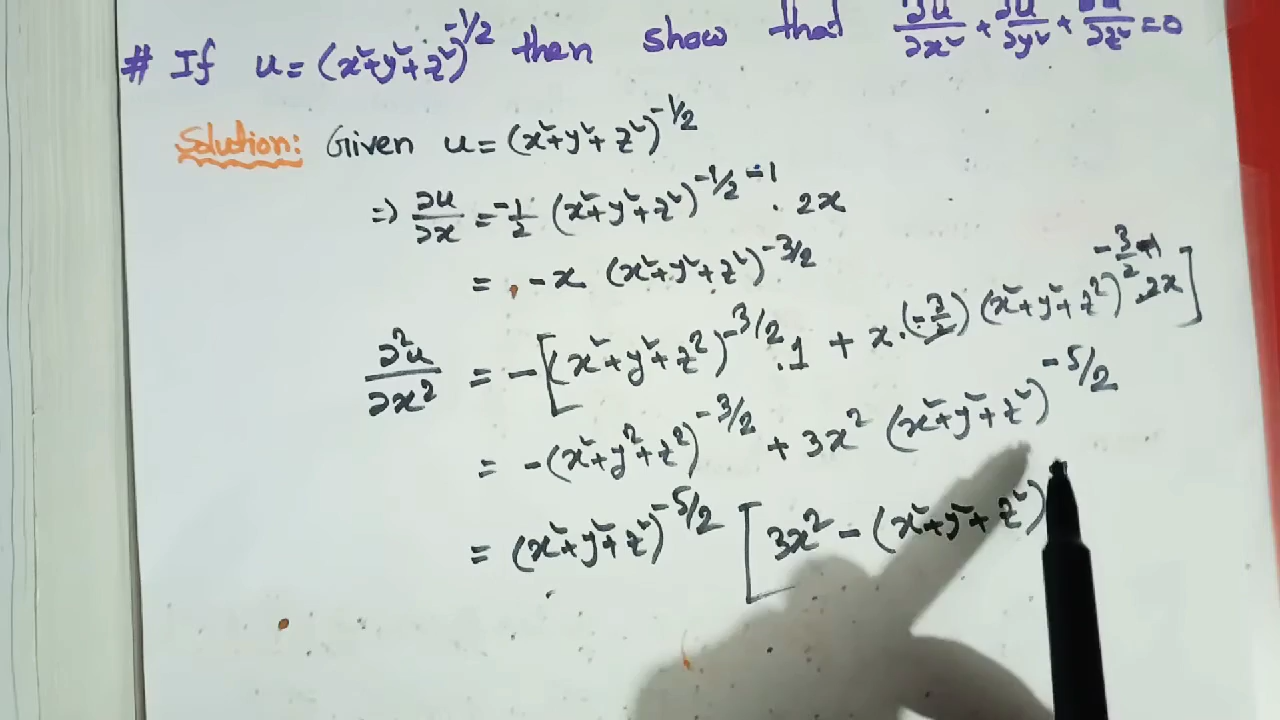 # If u = (x²+y²+z²)^-1/2 then show that ∂²u/∂x² + ∂²u/∂y² + ∂²u/∂z² = 0
Solution: Given u = (x²+y²+z²)^-1/2
=> ∂u/∂x = -1/2 (x²+y²+z²)^-1/2-1 . 2x
= -x (x²+y²+z²)^-3/2
∂²u/∂x² = -[(x²+y²+z²)^-3/2 .1 + x.(-3/2) (x²+y²+z²)^-3/2-1 .2x]
= -(x²+y²+z²)^-3/2 + 3x² (x²+y²+z²)^-5/2
= (x²+y²+z²)^-5/2 [3x² - (x²+y²+z²)